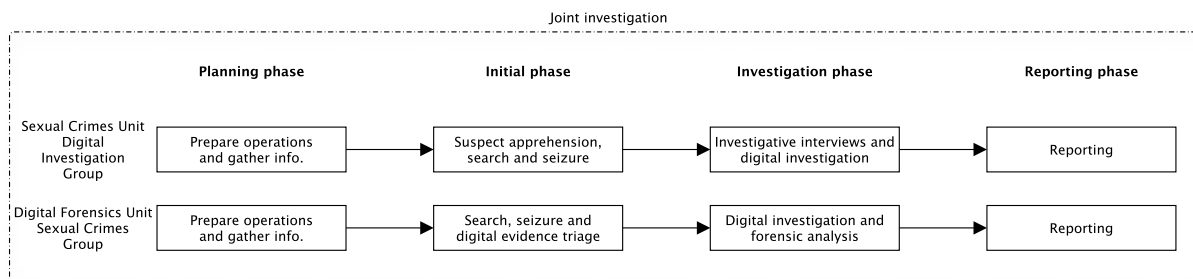 Joint investigation
Planning phase
Initial phase
Investigation phase
Reporting phase
Sexual Crimes Unit
Digital
Investigation
Group
Prepare operations
and gather info.
Suspect apprehension,
search and seizure
Investigative interviews and
digital investigation
Reporting
Digital Forensics Unit
Sexual Crimes
Group
Prepare operations
and gather info.
Search, seizure and
digital evidence triage
Digital investigation and
forensic analysis
Reporting